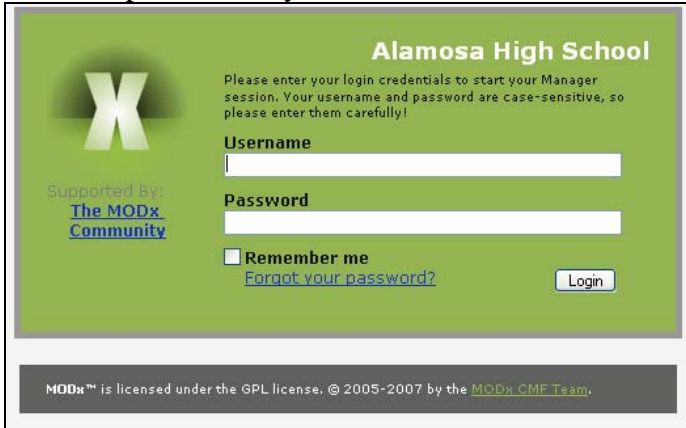 Alamosa High School
Please enter your login credentials to start your Manager
session. Your username and password are case-sensitive, so
please enter them carefully!
Username
Password
Remember me
Forgot your password?
Login
X
Supported By:
The MODx
Community
MODx™ is licensed under the GPL license. © 2005-2007 by the MODx CMF Team.